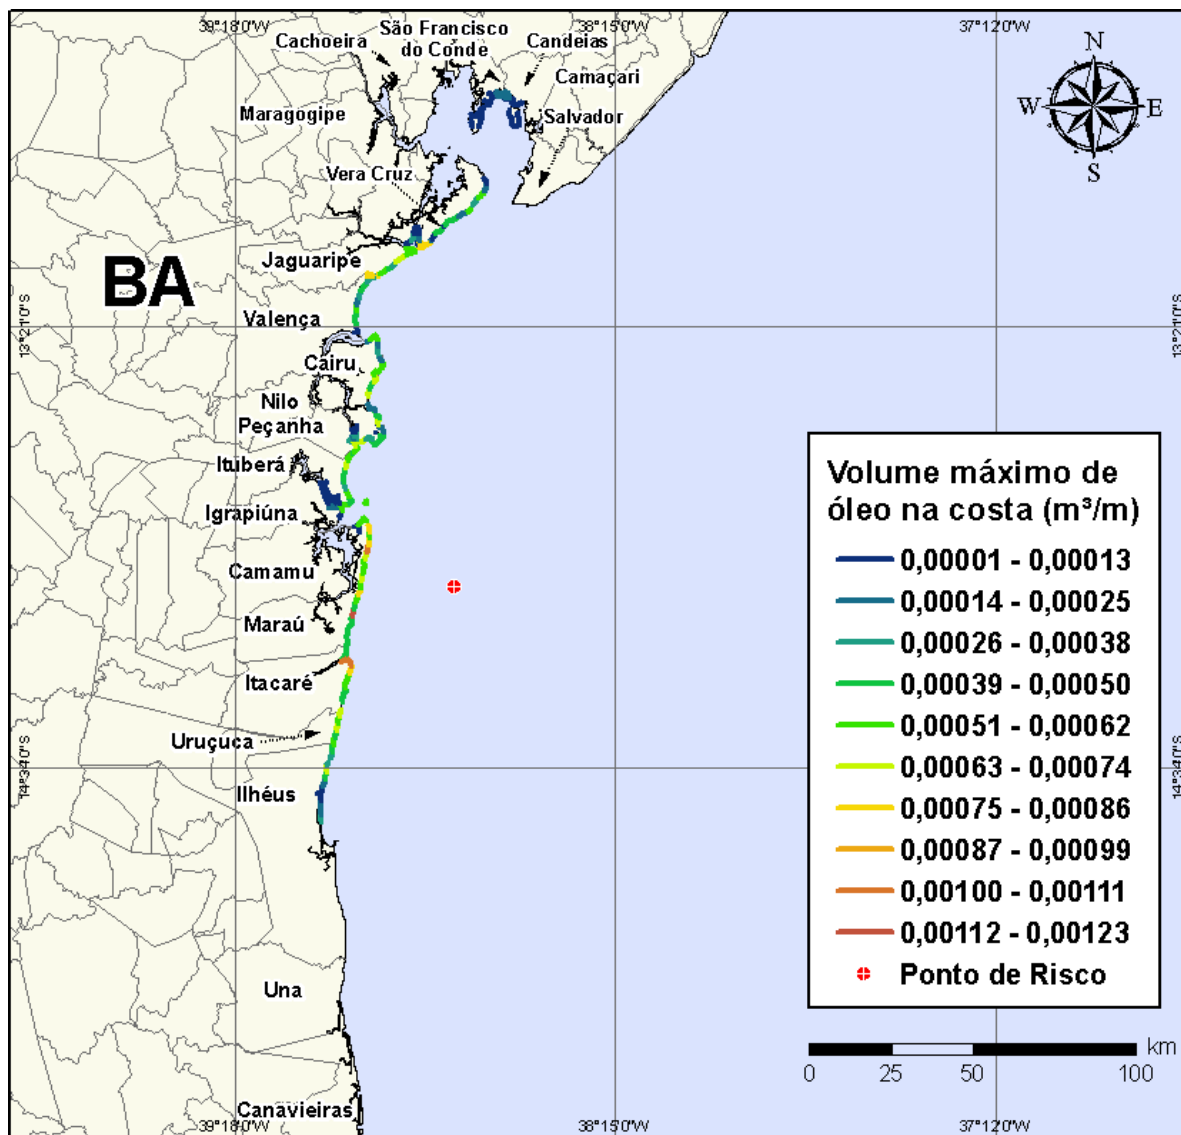 39°18'0"W
38°15'0"W
37°12'0"W
São Francisco
do Conde
Cachoeira
Candeias
Camaçari
Maragogipe
Salvador
Vera Cruz
N
W
E
S
Jaguaripe
BA
13°21'0"S
13°21'0"S
Valença
Cairu
Nilo
Peçanha
Ituberá
Igrapiúna
Camamu
Maraú
Itacaré
Uruçuca
14°34'0"S
14°34'0"S
Ilhéus
Una
Canavieiras
Volume máximo de
óleo na costa (m³/m)
0,00001 - 0,00013
0,00014 - 0,00025
0,00026 - 0,00038
0,00039 - 0,00050
0,00051 - 0,00062
0,00063 - 0,00074
0,00075 - 0,00086
0,00087 - 0,00099
0,00100 - 0,00111
0,00112 - 0,00123
Ponto de Risco
km
0 25 50 100
39°18'0"W
38°15'0"W
37°12'0"W